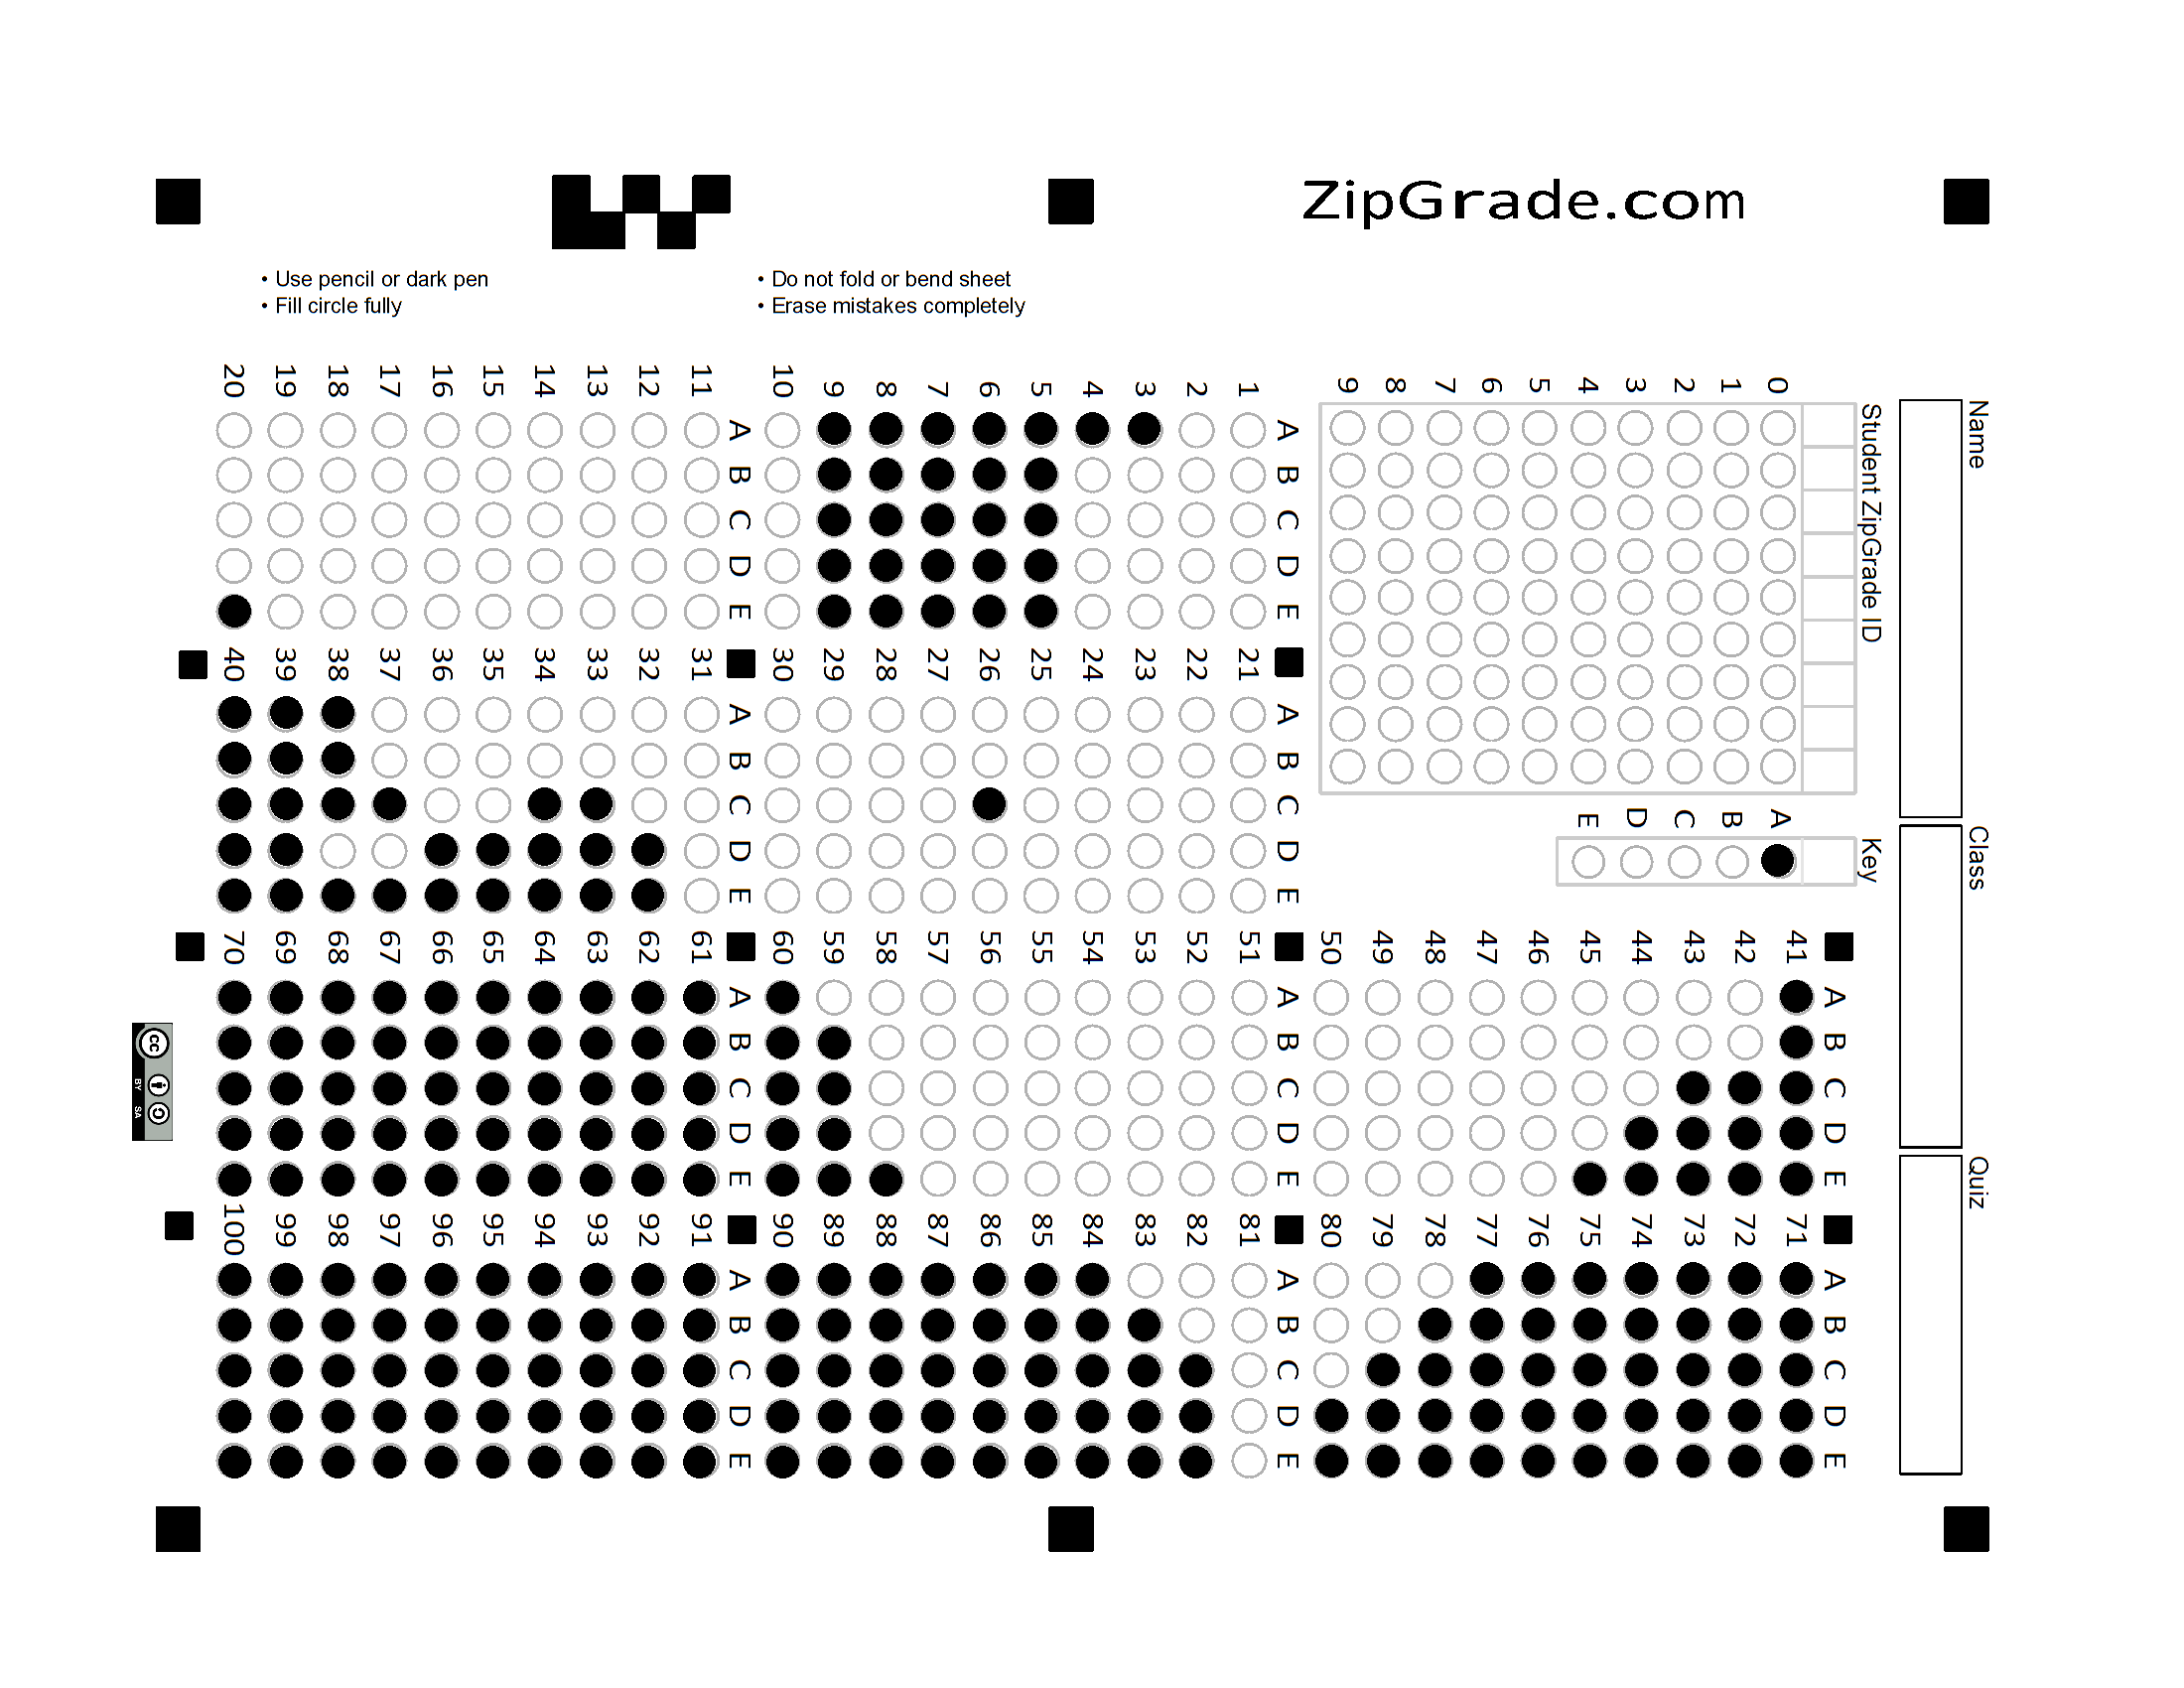 ZipGrade.com
• Use pencil or dark pen
• Fill circle fully
• Do not fold or bend sheet
• Erase mistakes completely
Name
Class
Quiz
Student ZipGrade ID
0 1 2 3 4 5 6 7 8 9
Key
A B C D E
1 2 3 4 5 6 7 8 9 10
A B C D E
11 12 13 14 15 16 17 18 19 20
A B C D E
21 22 23 24 25 26 27 28 29 30
A B C D E
31 32 33 34 35 36 37 38 39 40
A B C D E
41 42 43 44 45 46 47 48 49 50
A B C D E
51 52 53 54 55 56 57 58 59 60
A B C D E
61 62 63 64 65 66 67 68 69 70
A B C D E
71 72 73 74 75 76 77 78 79 80
A B C D E
81 82 83 84 85 86 87 88 89 90
A B C D E
91 92 93 94 95 96 97 98 99 100
A B C D E
cc
BY SA